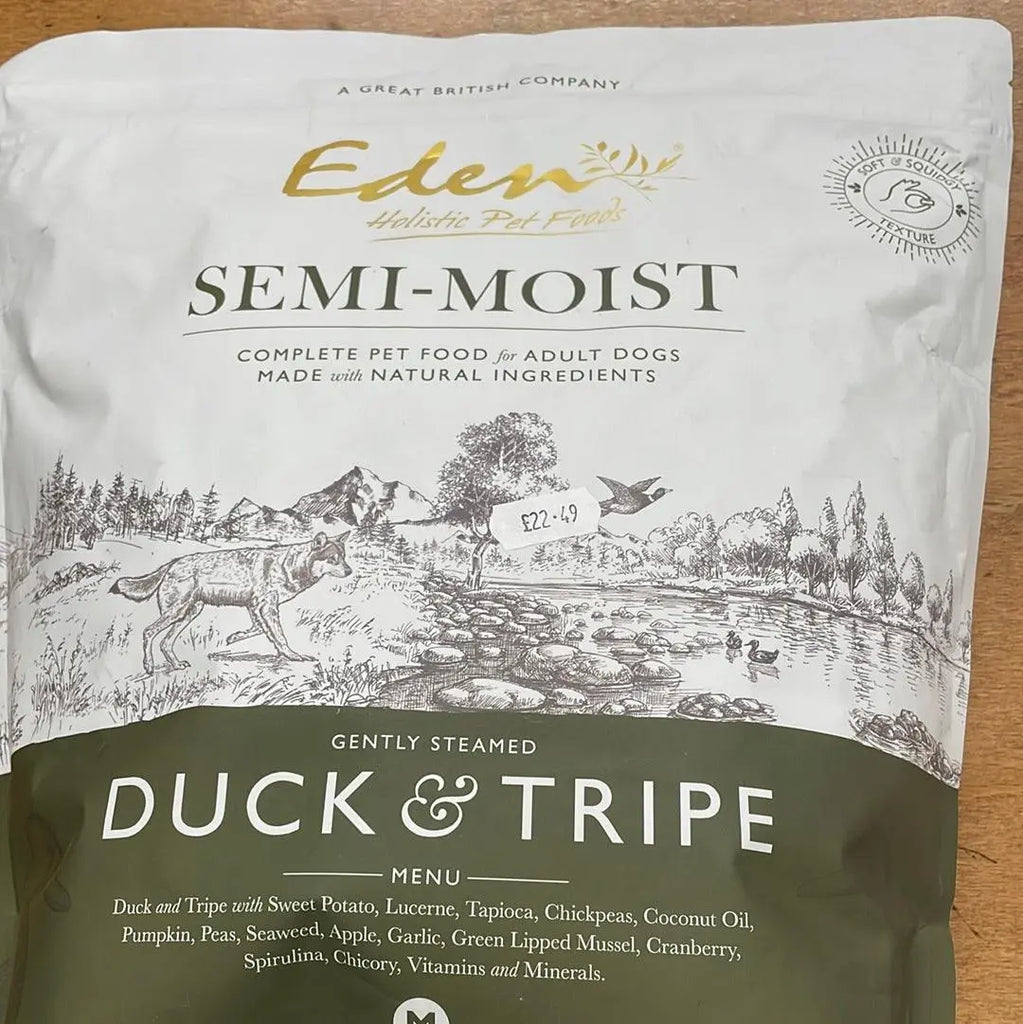 A GREAT BRITISH COMPANY
Eden®
Holistic Pet Foods
SOFT & SQUIDGY
TEXTURE
SEMI-MOIST
COMPLETE PET FOOD for ADULT DOGS
MADE with NATURAL INGREDIENTS
£22-49
GENTLY STEAMED
DUCK & TRIPE
MENU
Duck and Tripe with Sweet Potato, Lucerne, Tapioca, Chickpeas, Coconut Oil,
Pumpkin, Peas, Seaweed, Apple, Garlic, Green Lipped Mussel, Cranberry,
Spirulina, Chicory, Vitamins and Minerals.
M